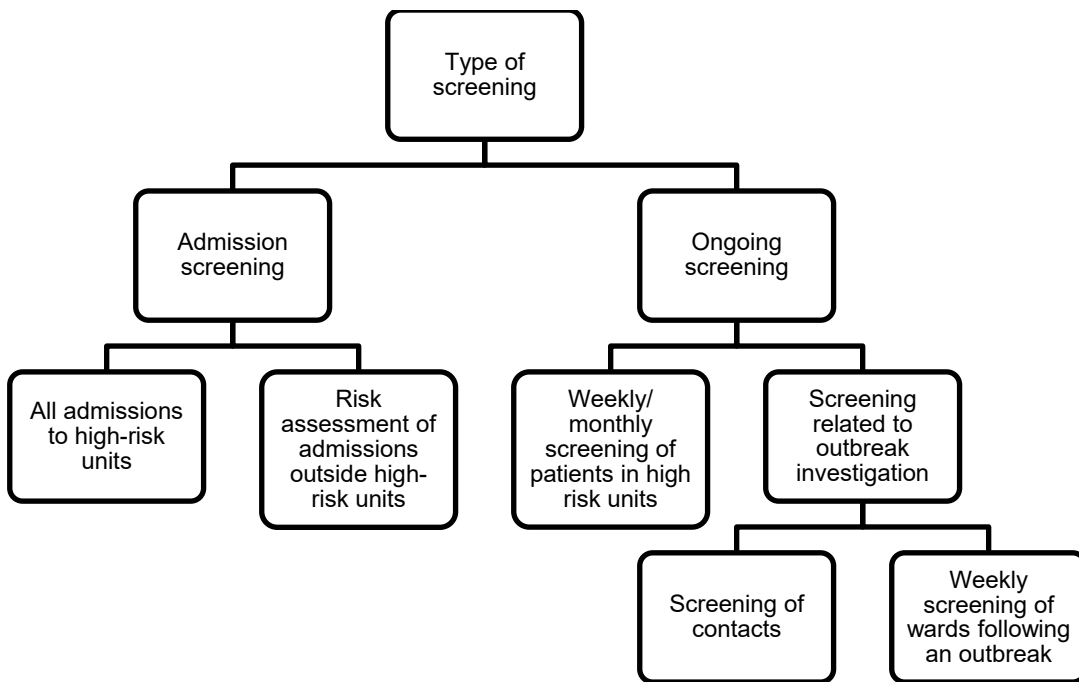 Type of
screening
Admission
screening
Ongoing
screening
All admissions
to high-risk
units
Risk
assessment of
admissions
outside high-
risk units
Weekly/
monthly
screening of
patients in high
risk units
Screening
related to
outbreak
investigation
Screening of
contacts
Weekly
screening of
wards following
an outbreak